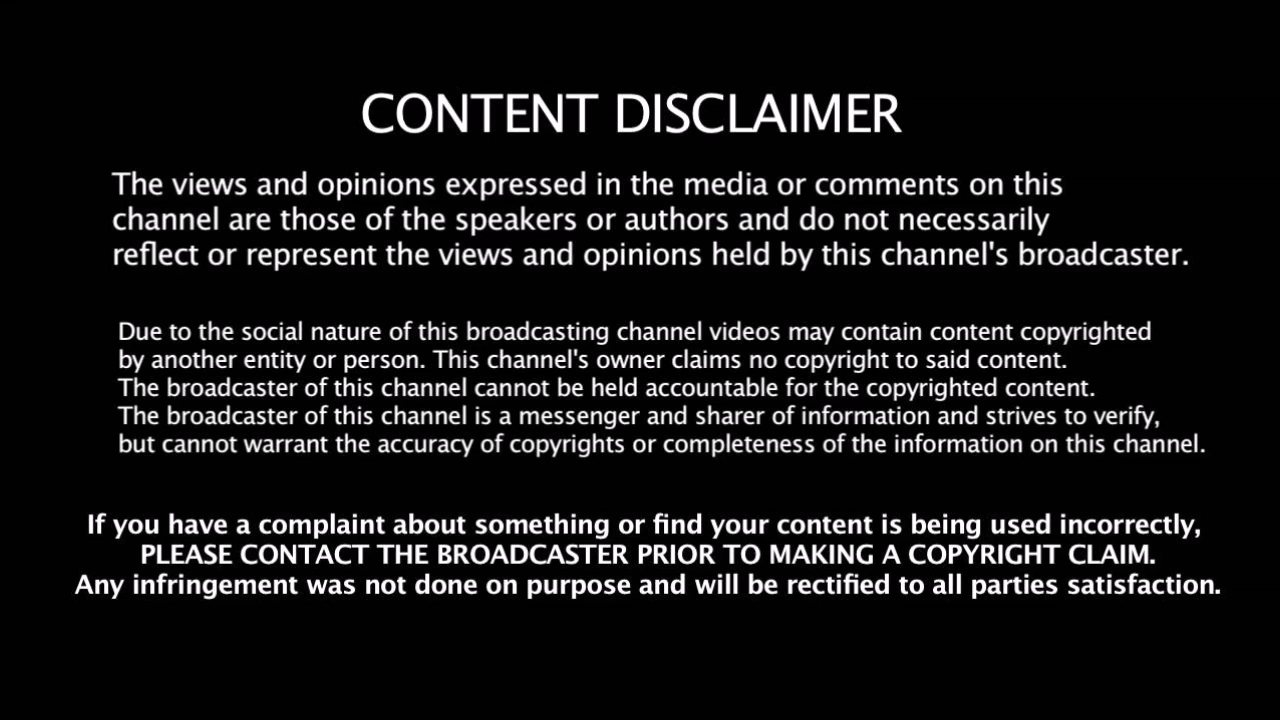 CONTENT DISCLAIMER
The views and opinions expressed in the media or comments on this
channel are those of the speakers or authors and do not necessarily
reflect or represent the views and opinions held by this channel's broadcaster.
Due to the social nature of this broadcasting channel videos may contain content copyrighted
by another entity or person. This channel's owner claims no copyright to said content.
The broadcaster of this channel cannot be held accountable for the copyrighted content.
The broadcaster of this channel is a messenger and sharer of information and strives to verify,
but cannot warrant the accuracy of copyrights or completeness of the information on this channel.
If you have a complaint about something or find your content is being used incorrectly,
PLEASE CONTACT THE BROADCASTER PRIOR TO MAKING A COPYRIGHT CLAIM.
Any infringement was not done on purpose and will be rectified to all parties satisfaction.